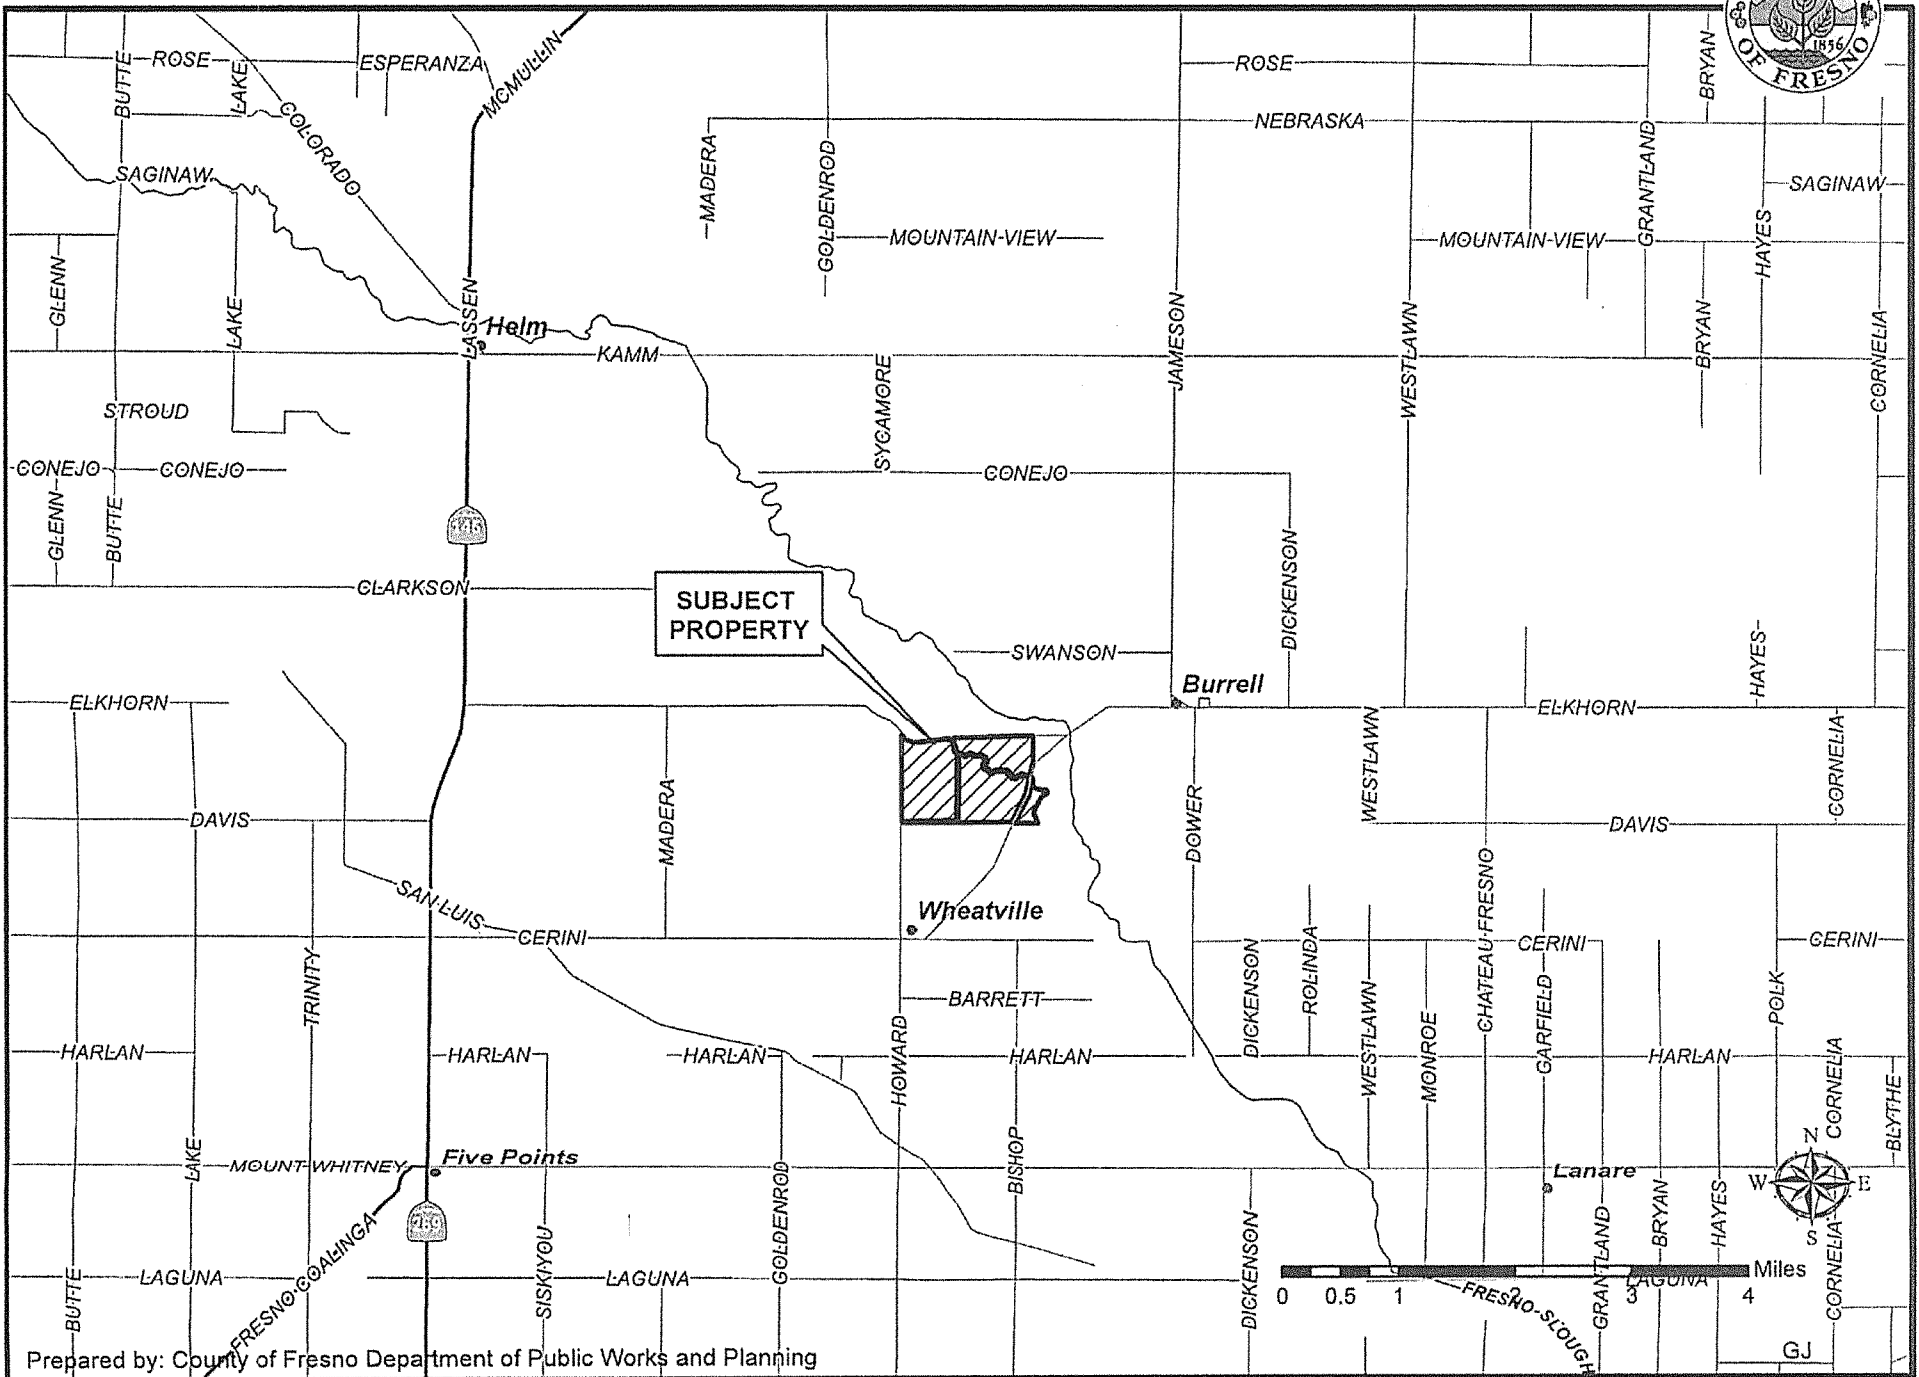 1856
OF FRESNO
BUTTE
ROSE
LAKE
ESPERANZA
MCMULLIN
ROSE
BRYAN
COLORADO
MADERA
GOLDENROD
NEBRASKA
GRANTLAND
SAGINAW
SAGINAW
HAYES
MOUNTAIN VIEW
MOUNTAIN VIEW
GLENN
LAKE
LASSEN
Helm
KAMM
JAMESON
WESTLAWN
BRYAN
CORNELIA
STROUD
SYCAMORE
CONEJO
CONEJO
CONEJO
GLENN
BUTTE
DICKENSON
CLARKSON
SUBJECT
PROPERTY
SWANSON
HAYES
Burrell
ELKHORN
ELKHORN
WESTLAWN
CORNELIA
MADERA
DOWER
DAVIS
DAVIS
SAN LUIS
Wheatville
CHATEAU FRESNO
CERINI
CERINI
CERINI
TRINITY
DICKENSON
ROLINDA
GARFIELD
POLK
BARRETT
HOWARD
WESTLAWN
MONROE
HARLAN
HARLAN
HARLAN
HARLAN
HARLAN
CORNELIA
BLYTHE
LAKE
MOUNT WHITNEY
Five Points
BISHOP
Lanare
N
W
E
S
FRESNO-COALINGA
SISKIYOU
GOLDENROD
DICKENSON
GRANTLAND
BRYAN
HAYES
CORNELIA
BUTTE
LAGUNA
LAGUNA
LAGUNA
Miles
0 0.5 1 2 3 4
FRESNO-SLOUGH
Prepared by: County of Fresno Department of Public Works and Planning
GJ